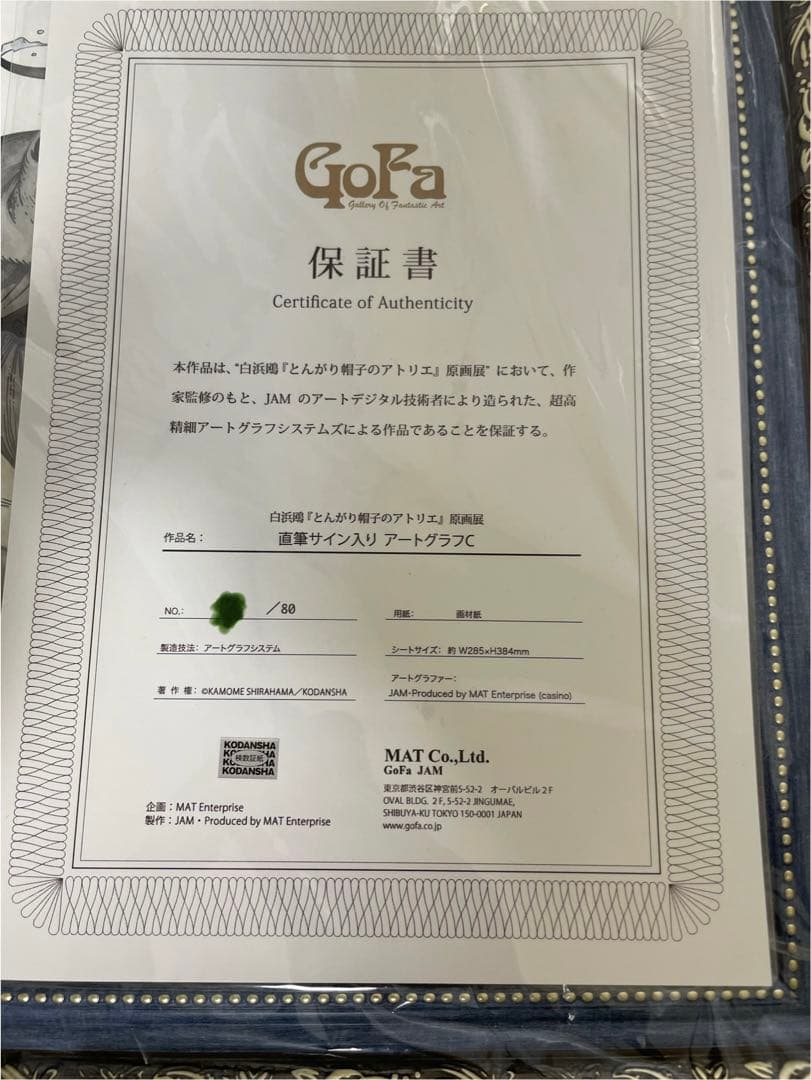 GoFa
Gallery Of Fantastic Art
保証書
Certificate of Authenticity
本作品は、"白浜鴎『とんがり帽子のアトリエ』原画展" において、作
家監修のもと、JAM のアートデジタル技術者により造られた、超高
精細アートグラフシステムズによる作品であることを保証する。
白浜鴎『とんがり帽子のアトリエ』原画展
作品名： 直筆サイン入り アートグラフC
NO.: ／80
用紙： 画材紙
製造技法： アートグラフシステム
シートサイズ： 約 W285×H384mm
著 作 権： ©KAMOME SHIRAHAMA／KODANSHA
アートグラファー：
JAM-Produced by MAT Enterprise (casino)
KODANSHA
検数証紙
KODANSHA
MAT Co.,Ltd.
GoFa JAM
東京都渋谷区神宮前5-52-2 オーバルビル２F
OVAL BLDG. 2 F, 5-52-2 JINGUMAE,
SHIBUYA-KU TOKYO 150-0001 JAPAN
www.gofa.co.jp
企画：MAT Enterprise
製作：JAM・Produced by MAT Enterprise